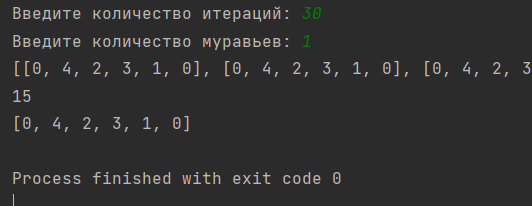 Введите количество итераций: 30
Введите количество муравьев: 1
[[0, 4, 2, 3, 1, 0], [0, 4, 2, 3, 1, 0], [0, 4, 2, 3
15
[0, 4, 2, 3, 1, 0]
Process finished with exit code 0